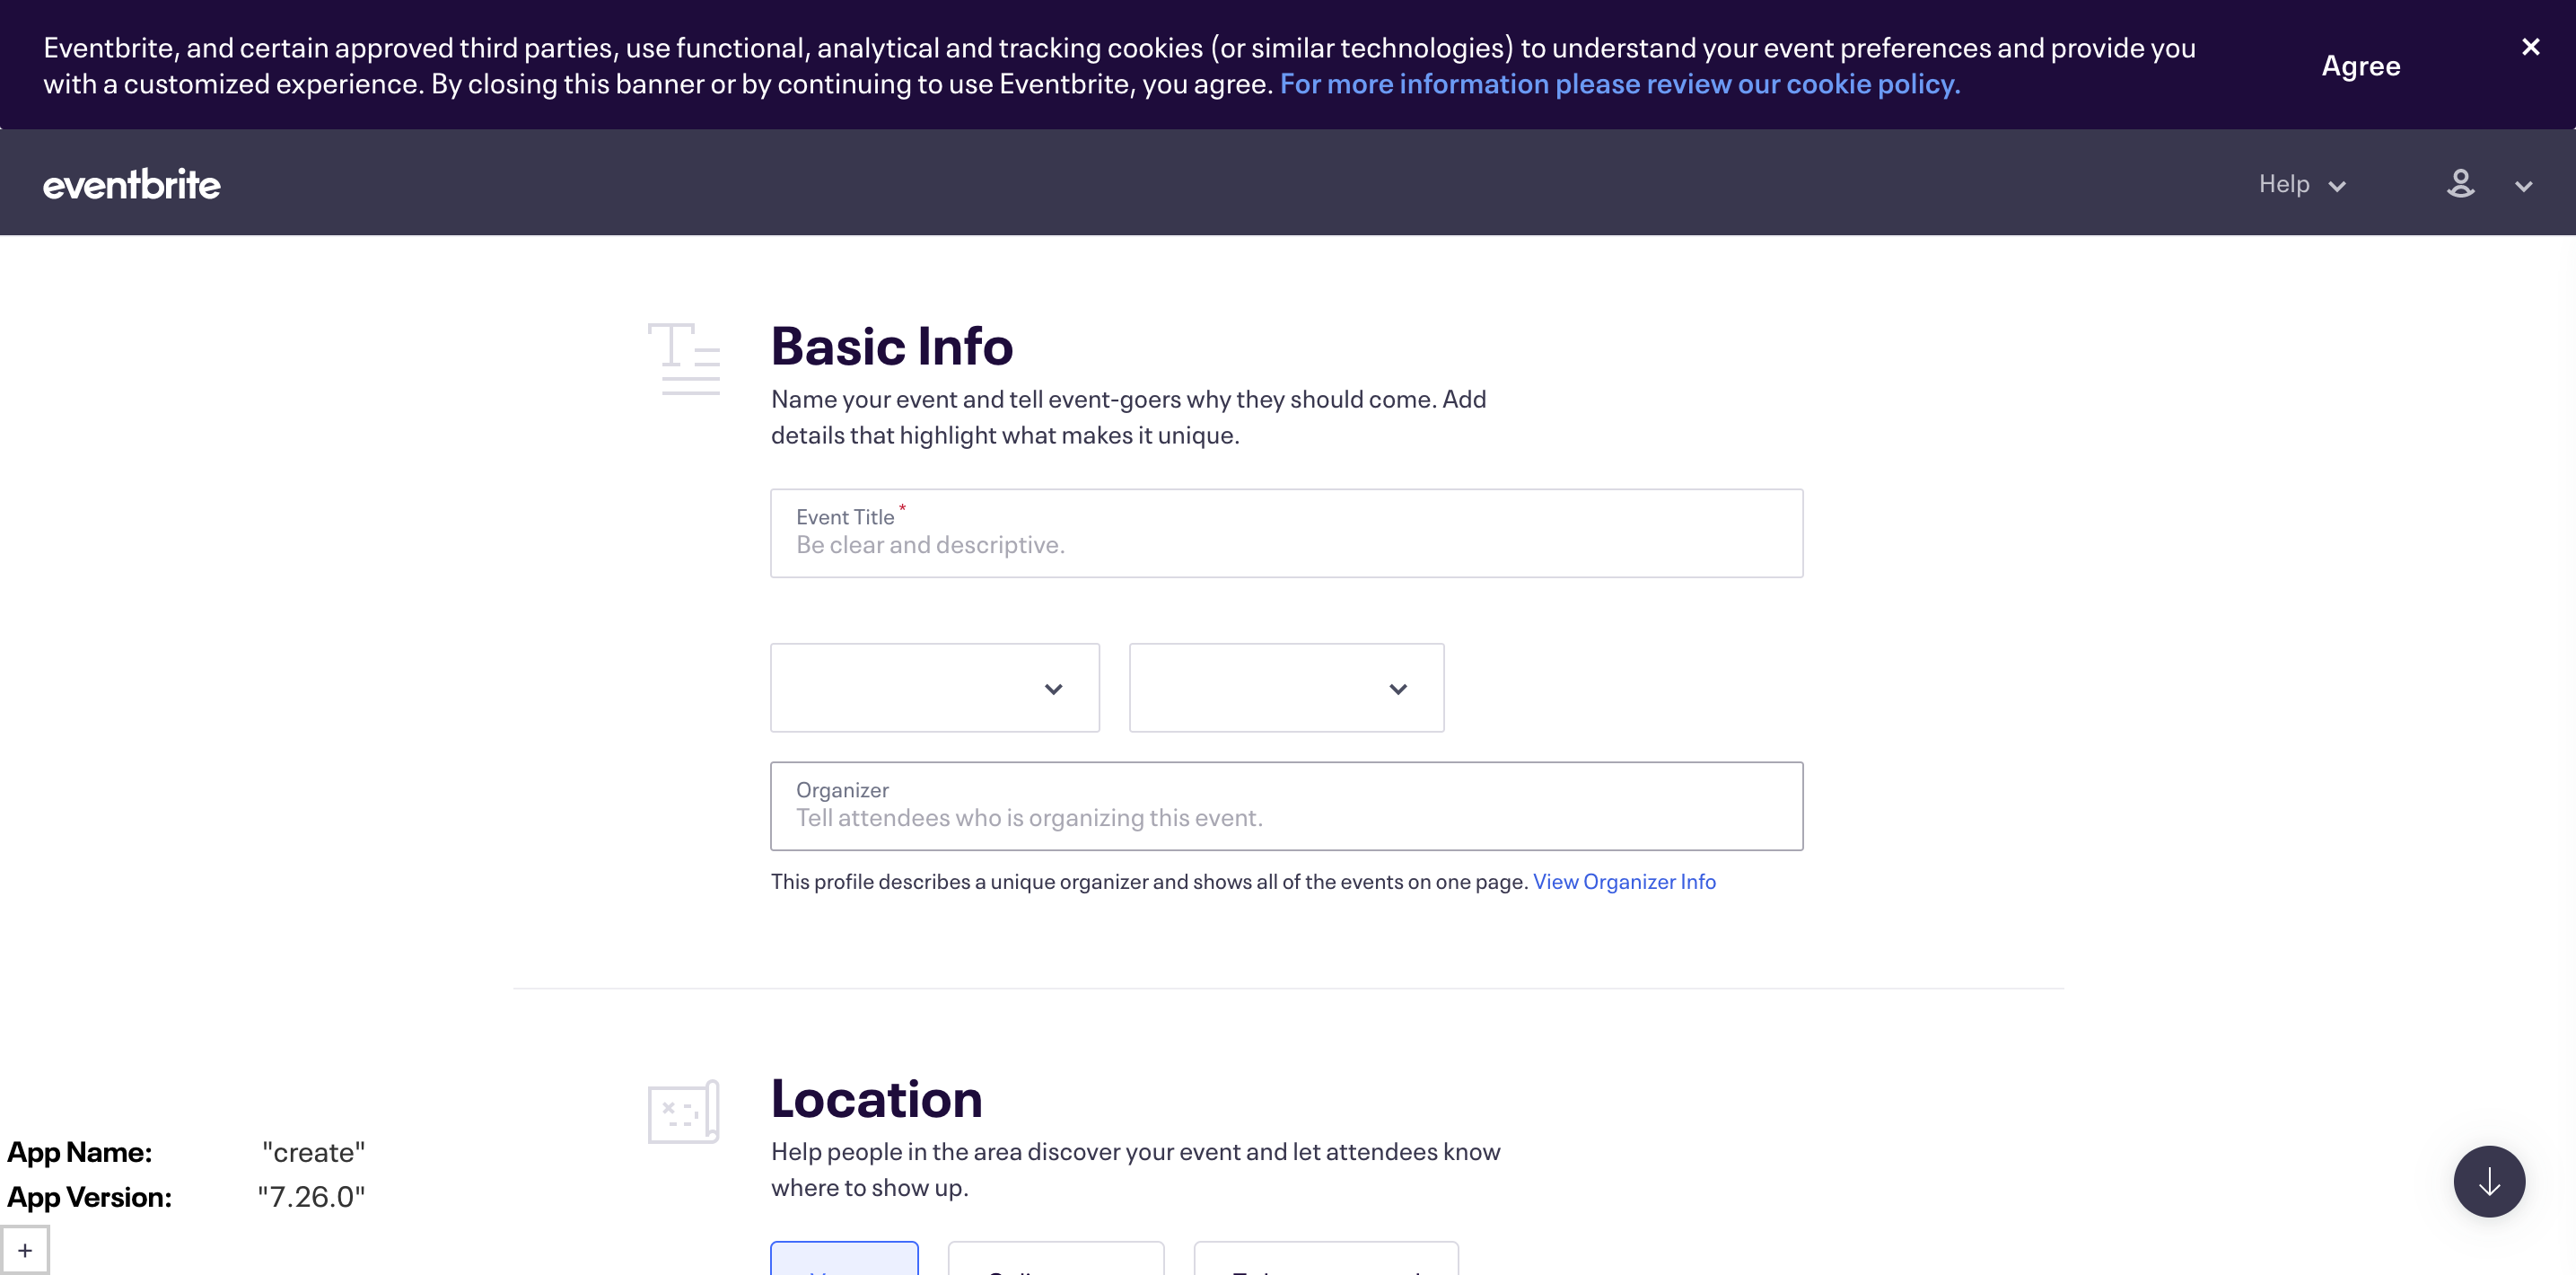 Eventbrite, and certain approved third parties, use functional, analytical and tracking cookies (or similar technologies) to understand your event preferences and provide you
with a customized experience. By closing this banner or by continuing to use Eventbrite, you agree. For more information please review our cookie policy.
Agree
eventbrite
Help
Basic Info
Name your event and tell event-goers why they should come. Add
details that highlight what makes it unique.
Event Title *
Be clear and descriptive.
Organizer
Tell attendees who is organizing this event.
This profile describes a unique organizer and shows all of the events on one page. View Organizer Info
Location
Help people in the area discover your event and let attendees know
where to show up.
App Name: "create"
App Version: "7.26.0"
+